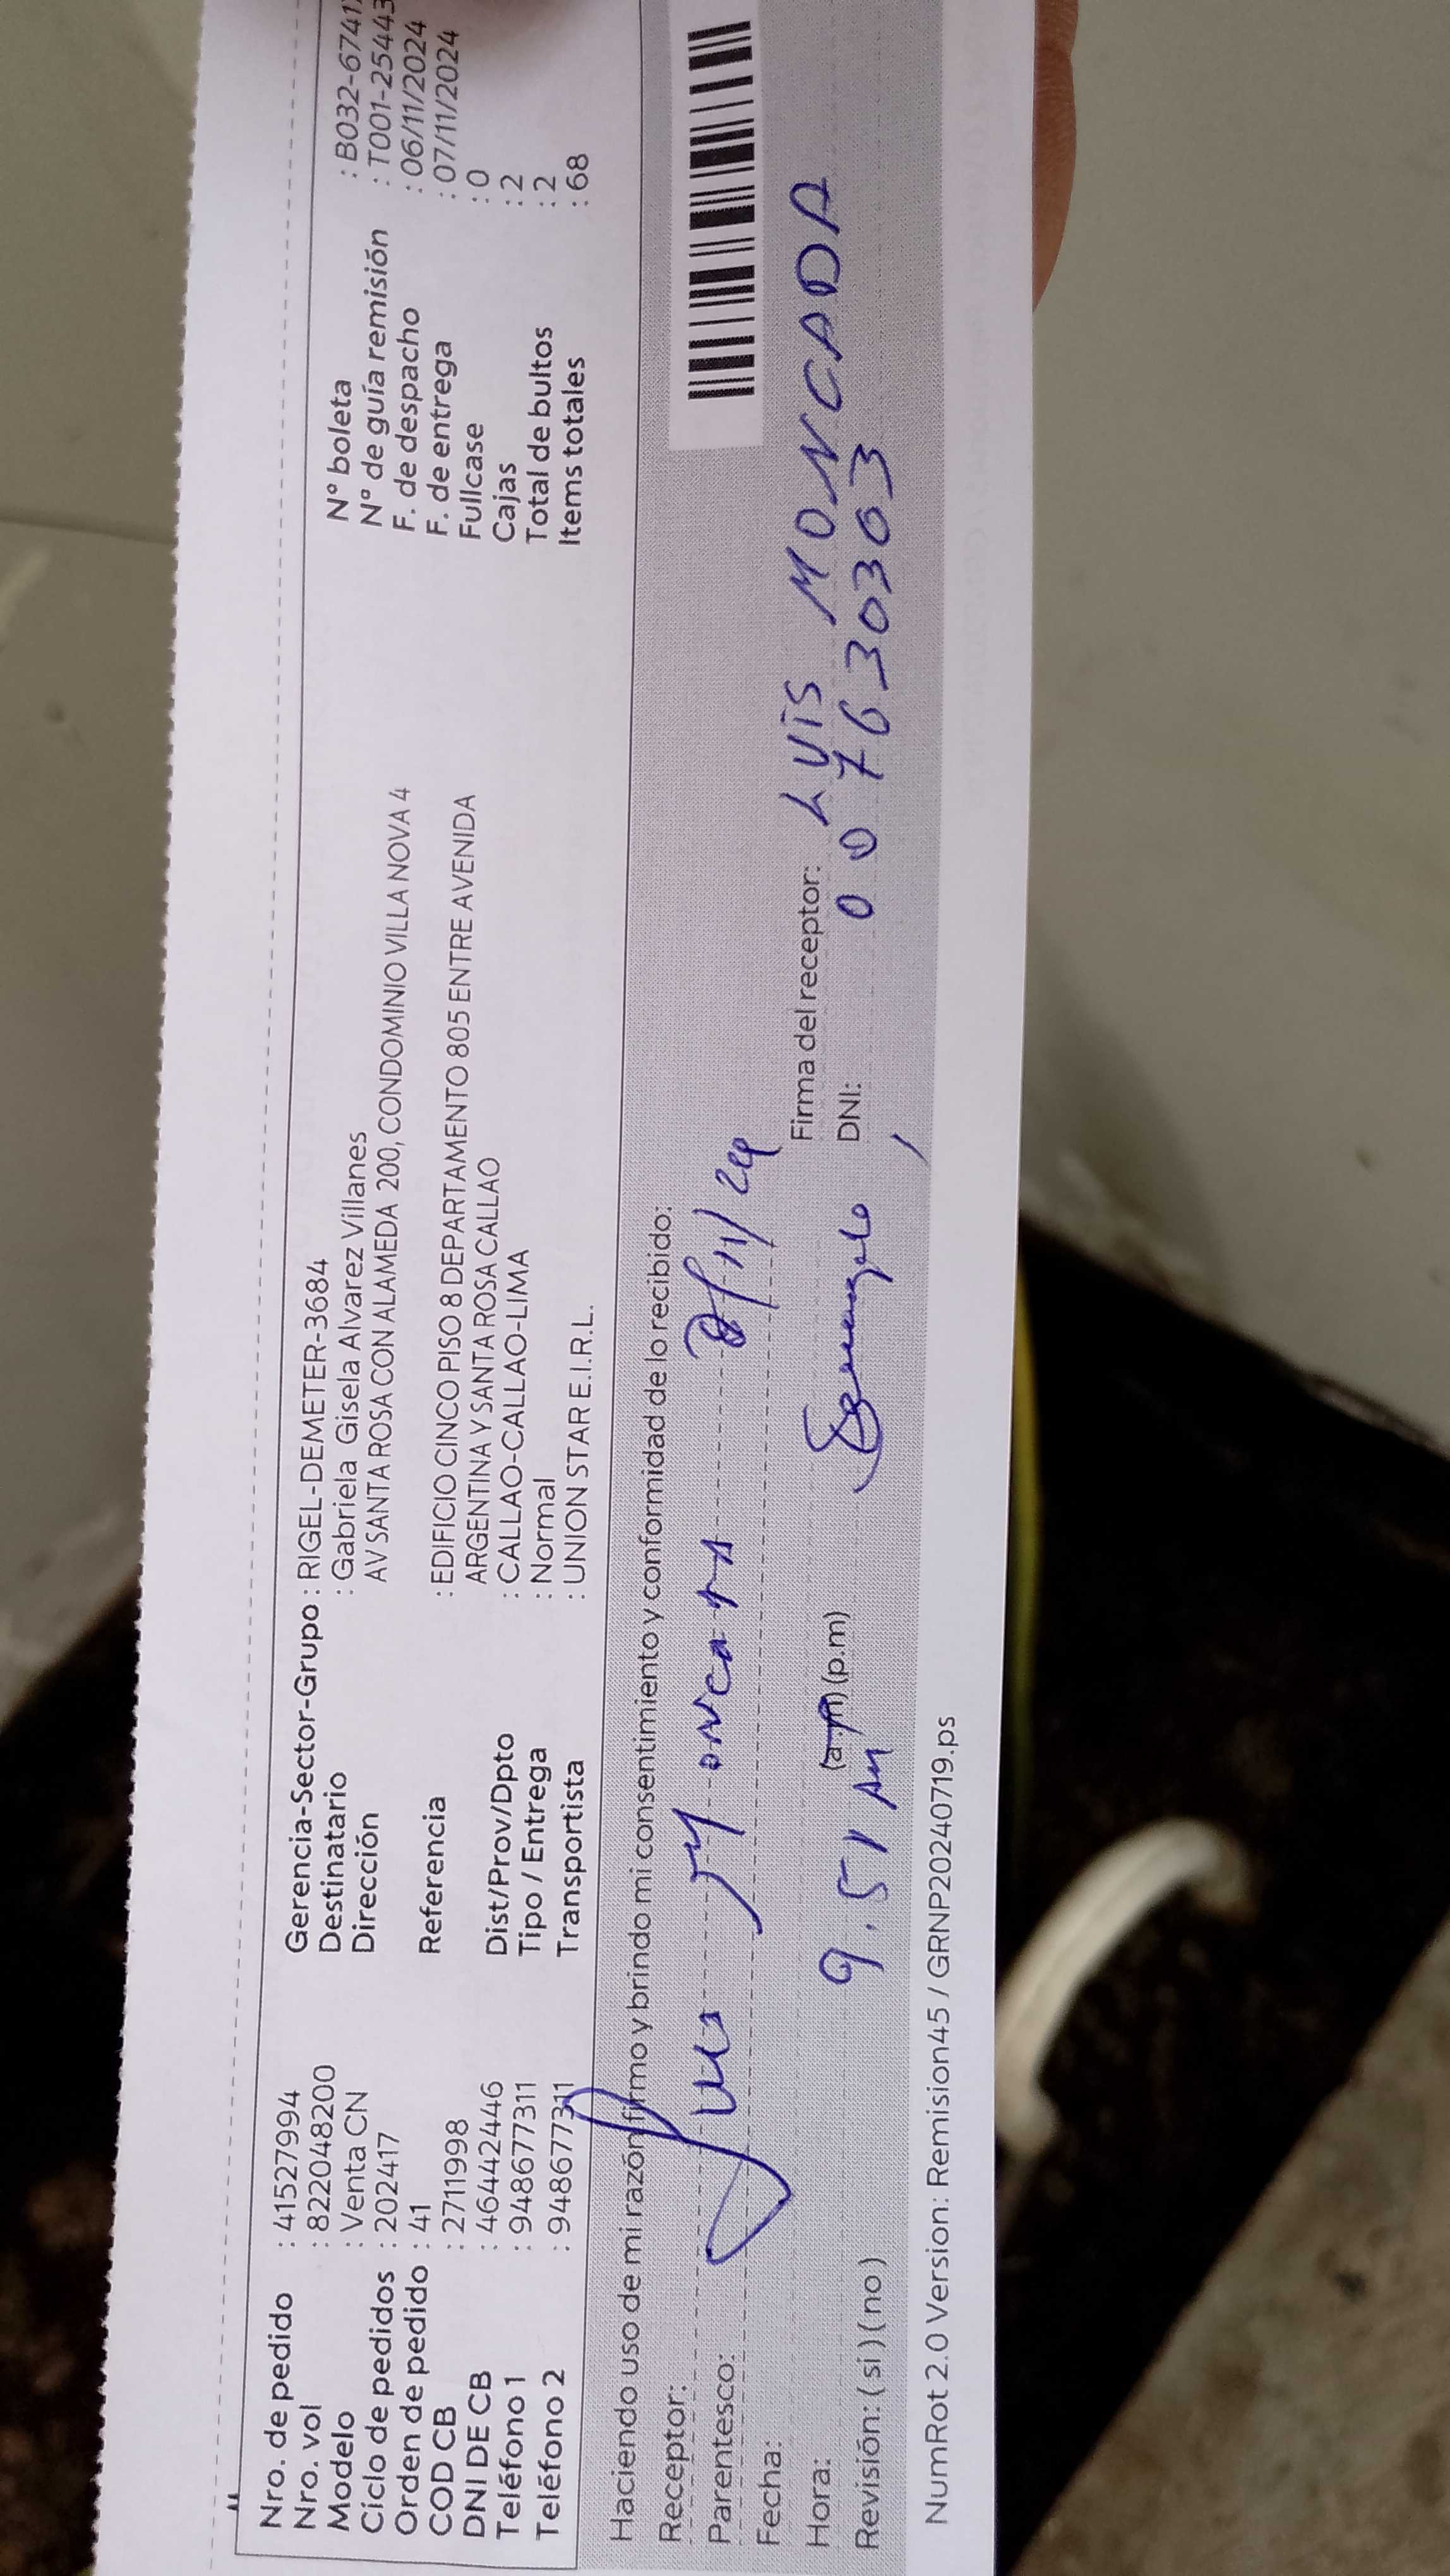 Nro. de pedido : 41527994
Nro. vol : 8222048200
Modelo : Venta CN
Ciclo de pedidos : 202417
Orden de pedido : 41
COD CB : 2711998
DNI DE CB : 46442446
Teléfono 1 : 948677311
Teléfono 2 : 948677311
Gerencia-Sector-Grupo : RIGEL-DEMETER-3684
Destinatario : Gabriela Gisela Alvarez Villanes
Dirección AV SANTA ROSA CON ALAMEDA 200, CONDOMINIO VILLA NOVA 4
Referencia : EDIFICIO CINCO PISO 8 DEPARTAMENTO 805 ENTRE AVENIDA
ARGENTINA Y SANTA ROSA CALLAO
Dist/Prov/Dpto : CALLAO-CALLAO-LIMA
Tipo / Entrega : Normal
Transportista : UNION STAR E.I.R.L.
N° boleta : B032-6741
N° de guía remisión : T001-25443
F. de despacho : 06/11/2024
F. de entrega : 07/11/2024
Fullcase : 0
Cajas : 2
Total de bultos : 2
Items totales : 68
Haciendo uso de mi razón firmo y brindo mi consentimiento y conformidad de lo recibido:
Receptor:
Parentesco:
Fecha: /11/24
Hora: 9.51 AM (a.m) (p.m)
Revisión: (si) (no)
Firma del receptor: LUIS MONCADA
DNI: 0 07630303
NumRot 2.0 Version: Remision45 / GRNP20240719.ps